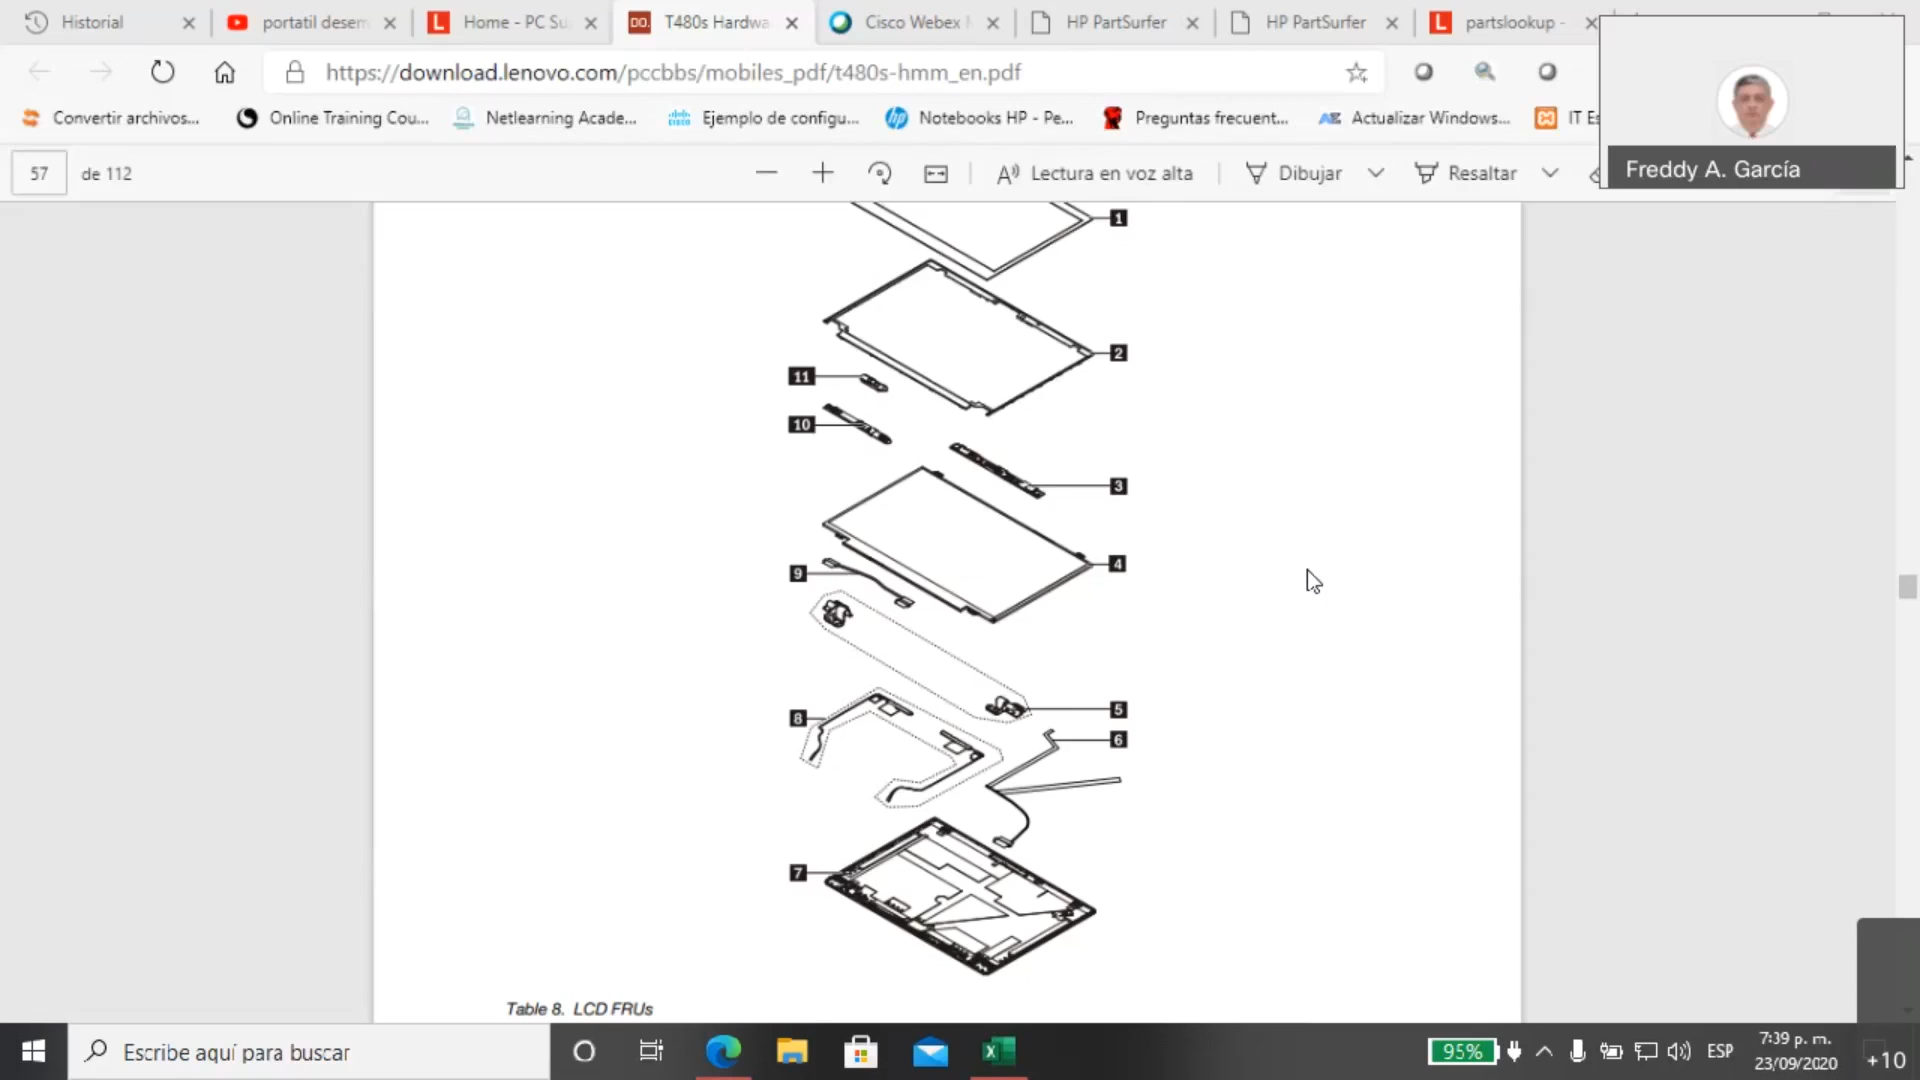 Historial
portatil desem
Home - PC Su
T480s Hardwa
Cisco Webex
HP PartSurfer
HP PartSurfer
partslookup -
https://download.lenovo.com/pccbbs/mobiles_pdf/t480s-hmm_en.pdf
Convertir archivos...
Online Training Cou...
Netlearning Acade...
Ejemplo de configu...
Notebooks HP - Pe...
Preguntas frecuent...
Actualizar Windows...
IT Es
57 de 112
Lectura en voz alta
Dibujar
Resaltar
Freddy A. García
1
2
11
10
3
4
9
5
8
6
7
Table 8. LCD FRUs
Escribe aquí para buscar
95%
ESP
7:39 p. m.
23/09/2020
+10